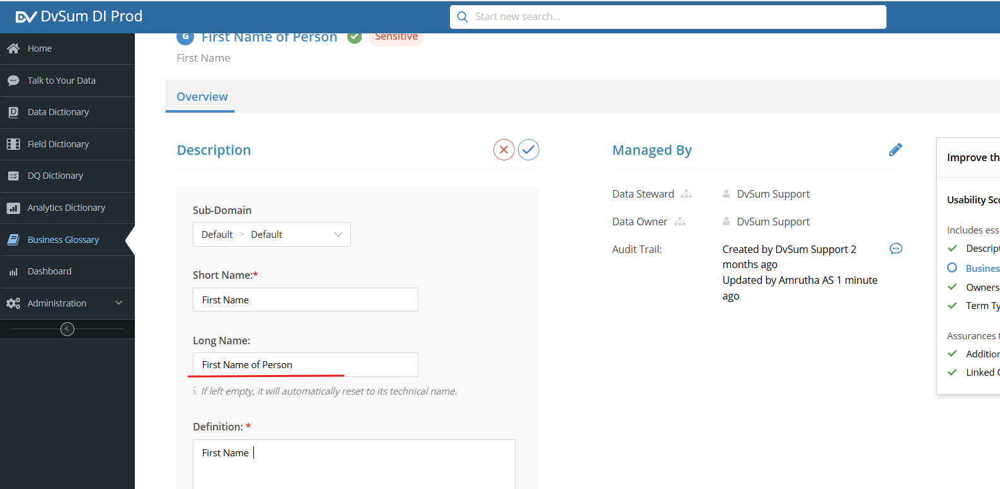 DV DvSum DI Prod
Start new search...
Home
Talk to Your Data
Data Dictionary
Field Dictionary
DQ Dictionary
Analytics Dictionary
Business Glossary
Dashboard
Administration
G First Name of Person Sensitive
First Name
Overview
Description
Sub-Domain
Default > Default
Short Name:*
First Name
Long Name:
First Name of Person
If left empty, it will automatically reset to its technical name.
Definition: *
First Name
Managed By
Data Steward DvSum Support
Data Owner DvSum Support
Audit Trail: Created by DvSum Support 2
months ago
Updated by Amrutha AS 1 minute
ago
Improve th
Usability Sco
Includes esse
Descript
Busines
Owners
Term Ty
Assurances t
Addition
Linked